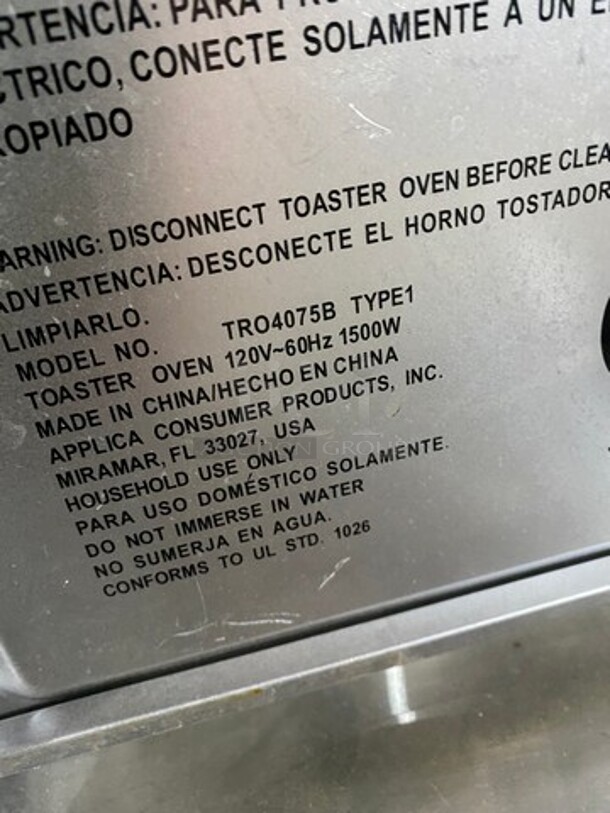 RTENCIA: PARA
CTRICO, CONECTE SOLAMENTE A UN E
ROPIADO
ARNING: DISCONNECT TOASTER OVEN BEFORE CLEA
ADVERTENCIA: DESCONECTE EL HORNO TOSTADOR
LIMPIARLO.
MODEL NO. TRO4075B TYPE1
TOASTER OVEN 120V~60Hz 1500W
MADE IN CHINA/HECHO EN CHINA
APPLICA CONSUMER PRODUCTS, INC.
MIRAMAR, FL 33027, USA
HOUSEHOLD USE ONLY
PARA USO DOMÉSTICO SOLAMENTE.
DO NOT IMMERSE IN WATER
NO SUMERJA EN AGUA.
CONFORMS TO UL STD. 1026